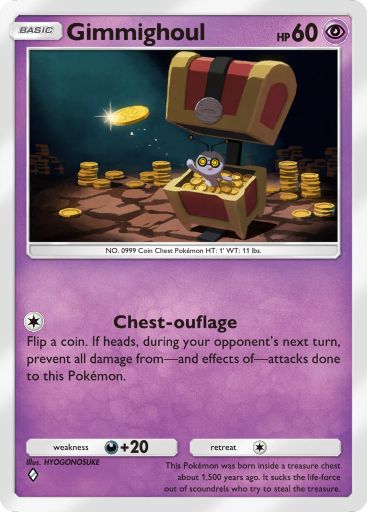 BASIC
Gimmighoul
HP 60
NO. 0999 Coin Chest Pokémon HT: 1' WT: 11 lbs.
Chest-ouflage
Flip a coin. If heads, during your opponent's next turn,
prevent all damage from—and effects of—attacks done
to this Pokémon.
weakness +20
retreat
Illus. HYOGONOSUKE
This Pokémon was born inside a treasure chest
about 1,500 years ago. It sucks the life-force
out of scoundrels who try to steal the treasure.